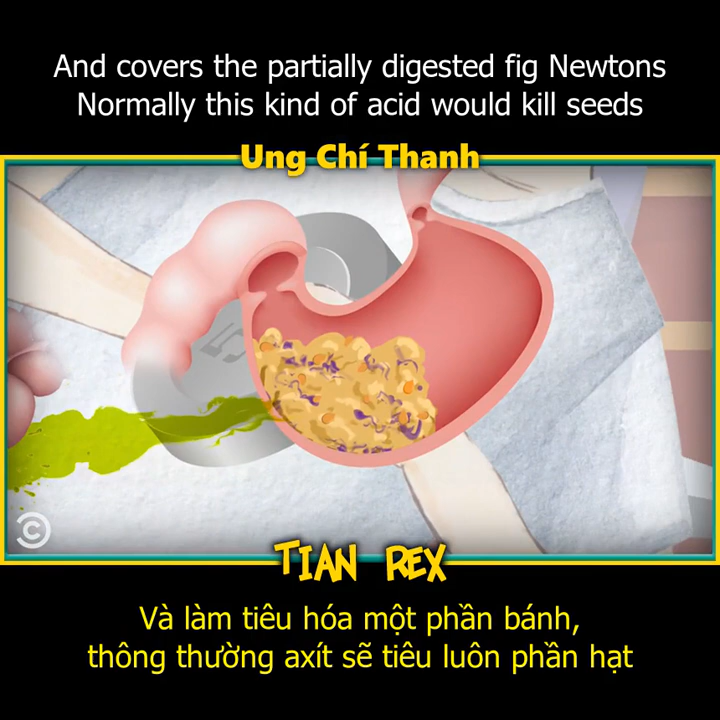 And covers the partially digested fig Newtons
Normally this kind of acid would kill seeds
Ung Chí Thanh
TIAN REX
Và làm tiêu hóa một phần bánh,
thông thường axít sẽ tiêu luôn phần hạt